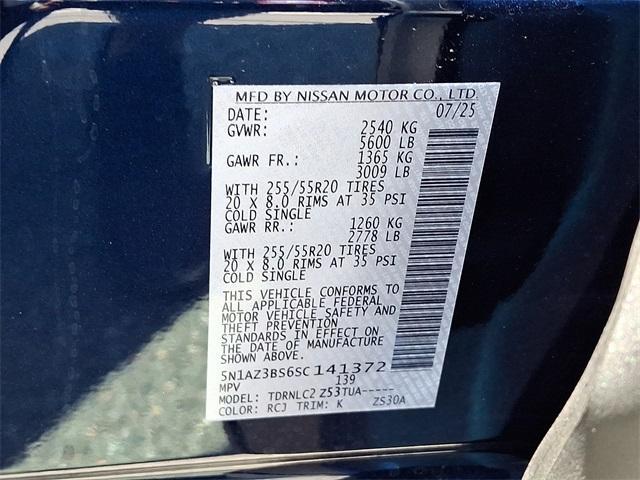 MFD BY NISSAN MOTOR CO., LTD
DATE: 07/25
GVWR: 2540 KG
5600 LB
GAWR FR.: 1365 KG
3009 LB
WITH 255/55R20 TIRES
20 X 8.0 RIMS AT 35 PSI
COLD SINGLE
GAWR RR.: 1260 KG
2778 LB
WITH 255/55R20 TIRES
20 X 8.0 RIMS AT 35 PSI
COLD SINGLE
THIS VEHICLE CONFORMS TO
ALL APPLICABLE FEDERAL
MOTOR VEHICLE SAFETY AND
THEFT PREVENTION
STANDARDS IN EFFECT ON
THE DATE OF MANUFACTURE
SHOWN ABOVE.
5N1AZ3BS6SC141372
MPV 139
MODEL: TDRNLC2 Z53TUA-----
COLOR: RCJ TRIM: K ZS30A